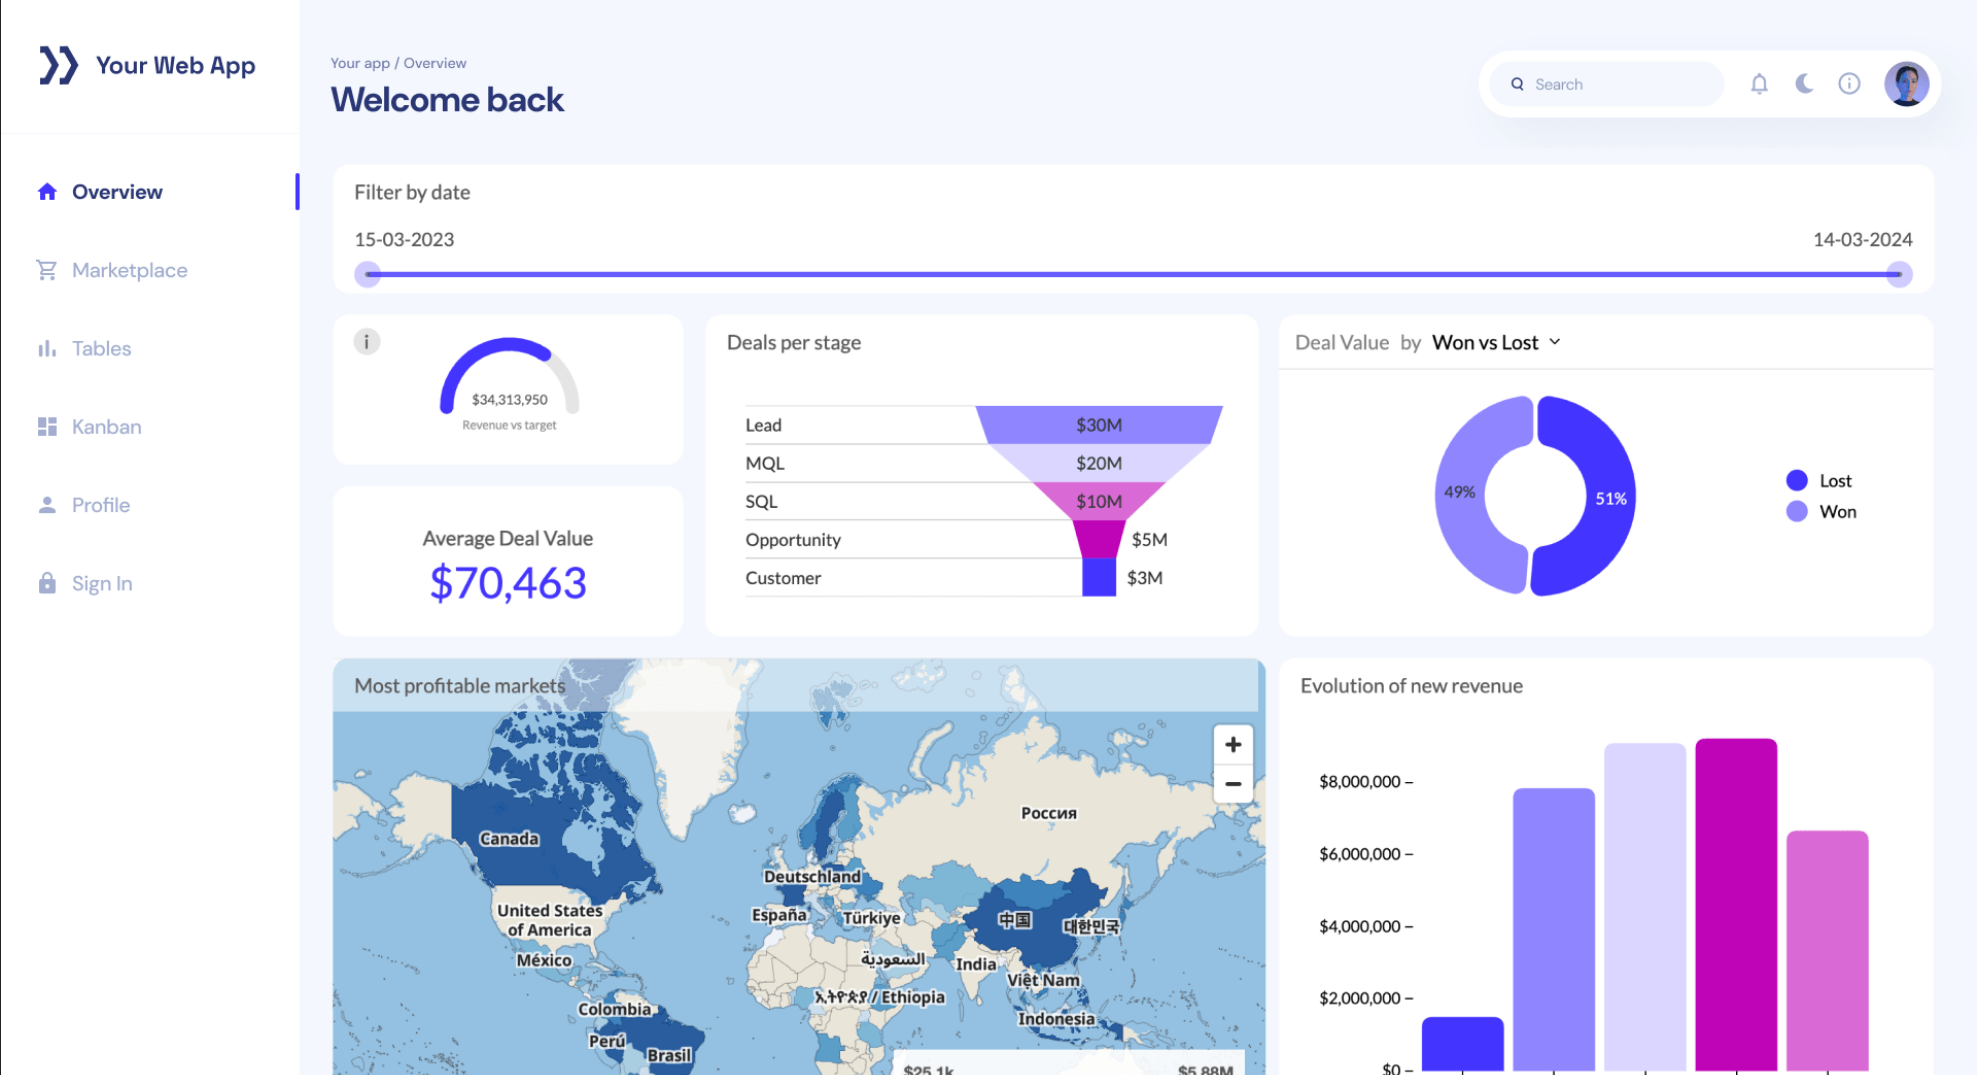 Your Web App
Overview
Marketplace
Tables
Kanban
Profile
Sign In
Your app / Overview
Welcome back
Search
Filter by date
15-03-2023
14-03-2024
i
$34,313,950
Revenue vs target
Average Deal Value
$70,463
Deals per stage
Lead
$30M
MQL
$20M
SQL
$10M
Opportunity
$5M
Customer
$3M
Deal Value by Won vs Lost
49%
51%
Lost
Won
Most profitable markets
+
−
Россия
Canada
Deutschland
United States
of America
España
Türkiye
中国
대한민국
México
السعودية
India
Việt Nam
ኢትዮጵያ / Ethiopia
Colombia
Indonesia
Perú
Brasil
$25.1k
$5.88M
Evolution of new revenue
$8,000,000
$6,000,000
$4,000,000
$2,000,000
$0